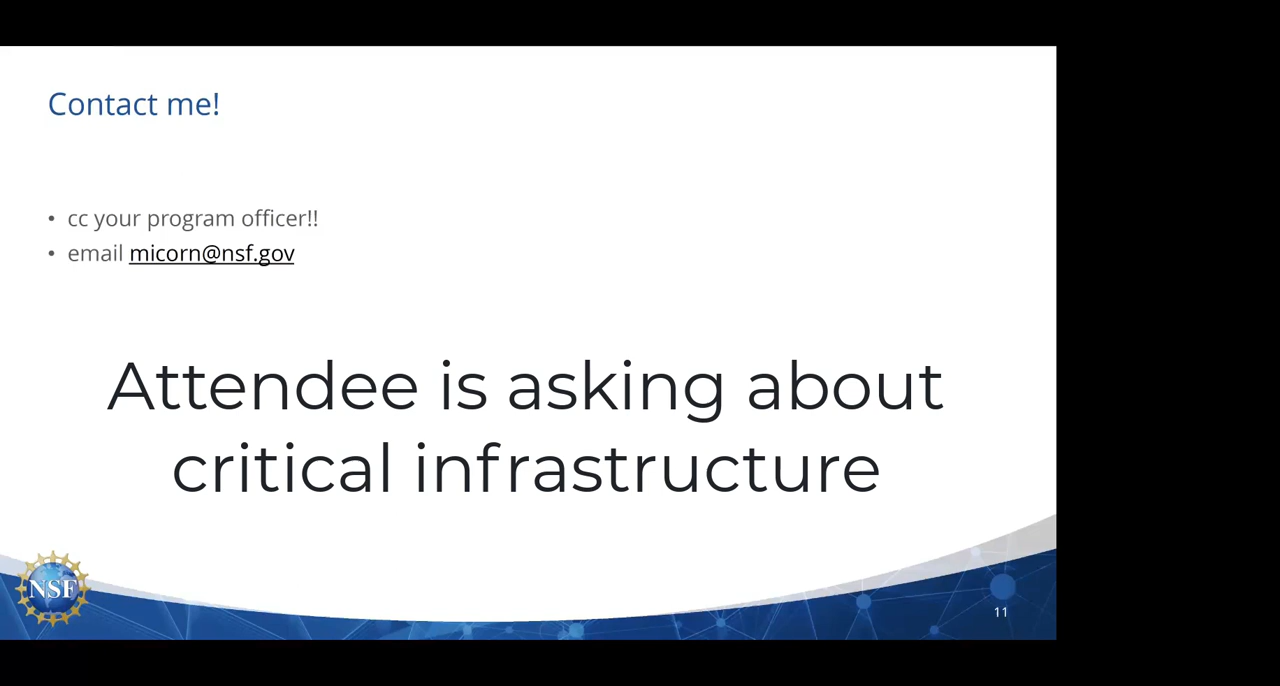 Contact me!
• cc your program officer!!
• email micorn@nsf.gov
Attendee is asking about
critical infrastructure
NSF
11